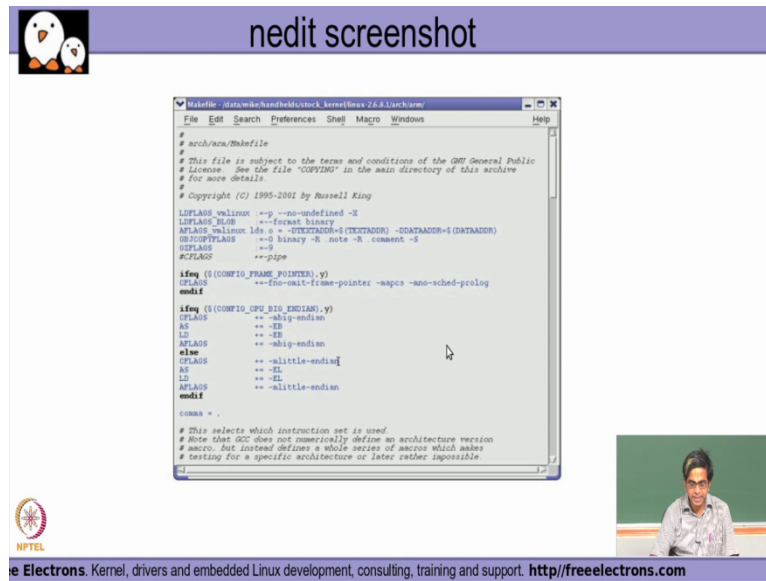 nedit screenshot
Makefile - /data/mike/handhelds/stock_kernel/linux-2.6.8.1/arch/arm/
File Edit Search Preferences Shell Macro Windows Help
#
# arch/arm/Makefile
#
# This file is subject to the terms and conditions of the GNU General Public
# License. See the file "COPYING" in the main directory of this archive
# for more details.
#
# Copyright (C) 1995-2001 by Russell King
LDFLAGS_vmlinux :=-p --no-undefined -X
LDFLAGS_BLOB :=--format binary
AFLAGS_vmlinux.lds.o = -DTEXTADDR=$(TEXTADDR) -DDATAADDR=$(DATAADDR)
OBJCOPYFLAGS :=-O binary -R .note -R .comment -S
GZFLAGS :=-9
#CFLAGS +=-pipe
ifeq ($(CONFIG_FRAME_POINTER),y)
CFLAGS +=-fno-omit-frame-pointer -mapcs -mno-sched-prolog
endif
ifeq ($(CONFIG_CPU_BIG_ENDIAN),y)
CFLAGS += -mbig-endian
AS += -EB
LD += -EB
AFLAGS += -mbig-endian
else
CFLAGS += -mlittle-endian
AS += -EL
LD += -EL
AFLAGS += -mlittle-endian
endif
comma = ,
# This selects which instruction set is used.
# Note that GCC does not numerically define an architecture version
# macro, but instead defines a whole series of macros which makes
# testing for a specific architecture or later rather impossible.
NPTEL
e Electrons. Kernel, drivers and embedded Linux development, consulting, training and support. http//freeelectrons.com